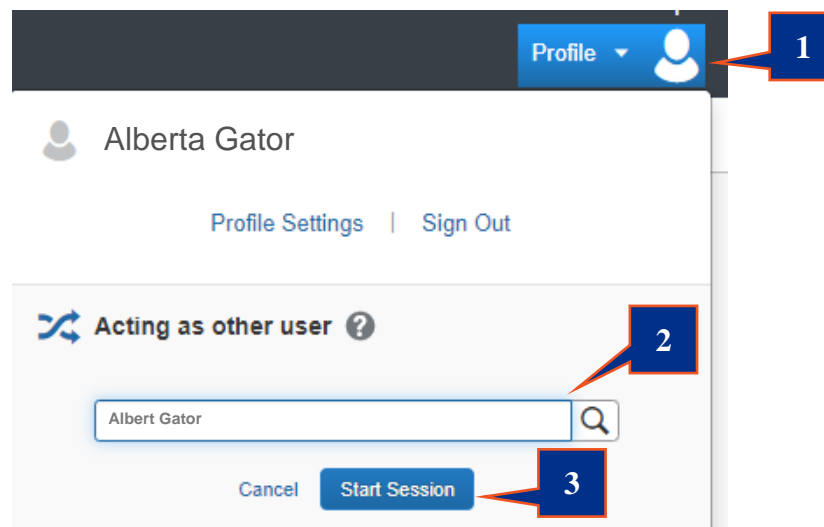 Profile
1
Alberta Gator
Profile Settings | Sign Out
Acting as other user ?
2
Albert Gator
Cancel Start Session
3